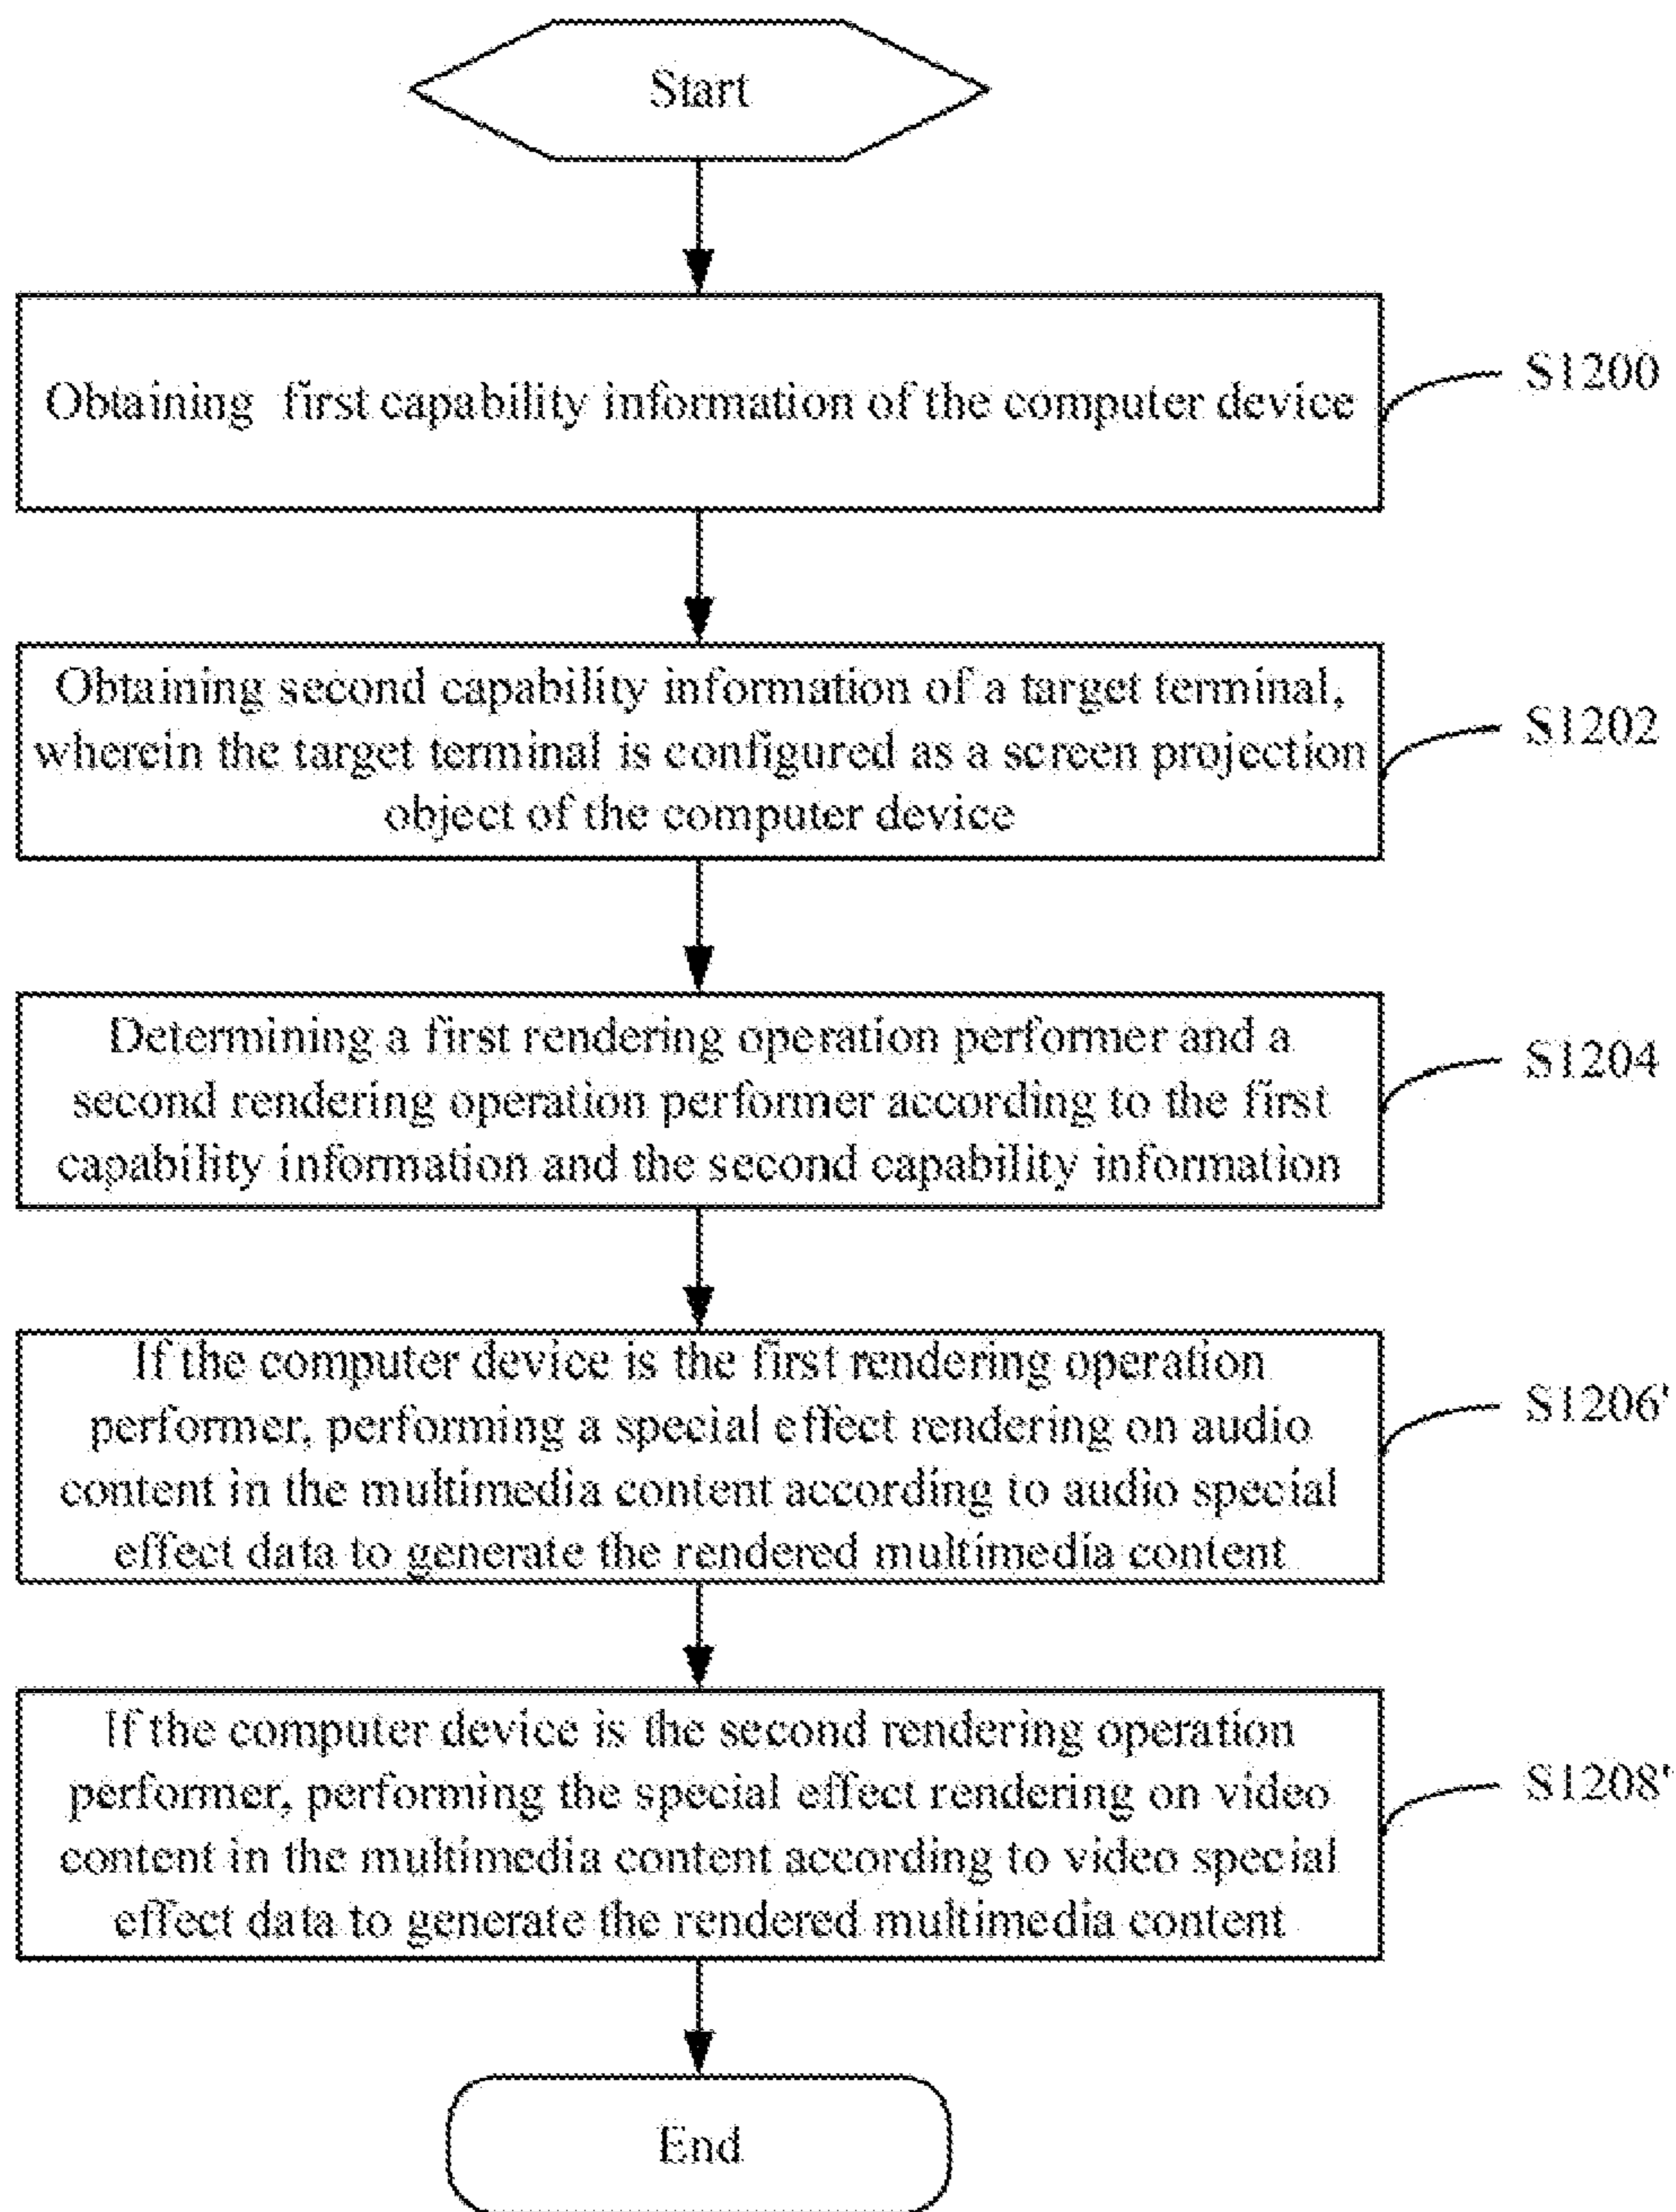 Start
Obtaining first capability information of the computer device
S1200
Obtaining second capability information of a target terminal,
wherein the target terminal is configured as a screen projection
object of the computer device
S1202
Determining a first rendering operation performer and a
second rendering operation performer according to the first
capability information and the second capability information
S1204
If the computer device is the first rendering operation
performer, performing a special effect rendering on audio
content in the multimedia content according to audio special
effect data to generate the rendered multimedia content
S1206'
If the computer device is the second rendering operation
performer, performing the special effect rendering on video
content in the multimedia content according to video special
effect data to generate the rendered multimedia content
S1208'
End